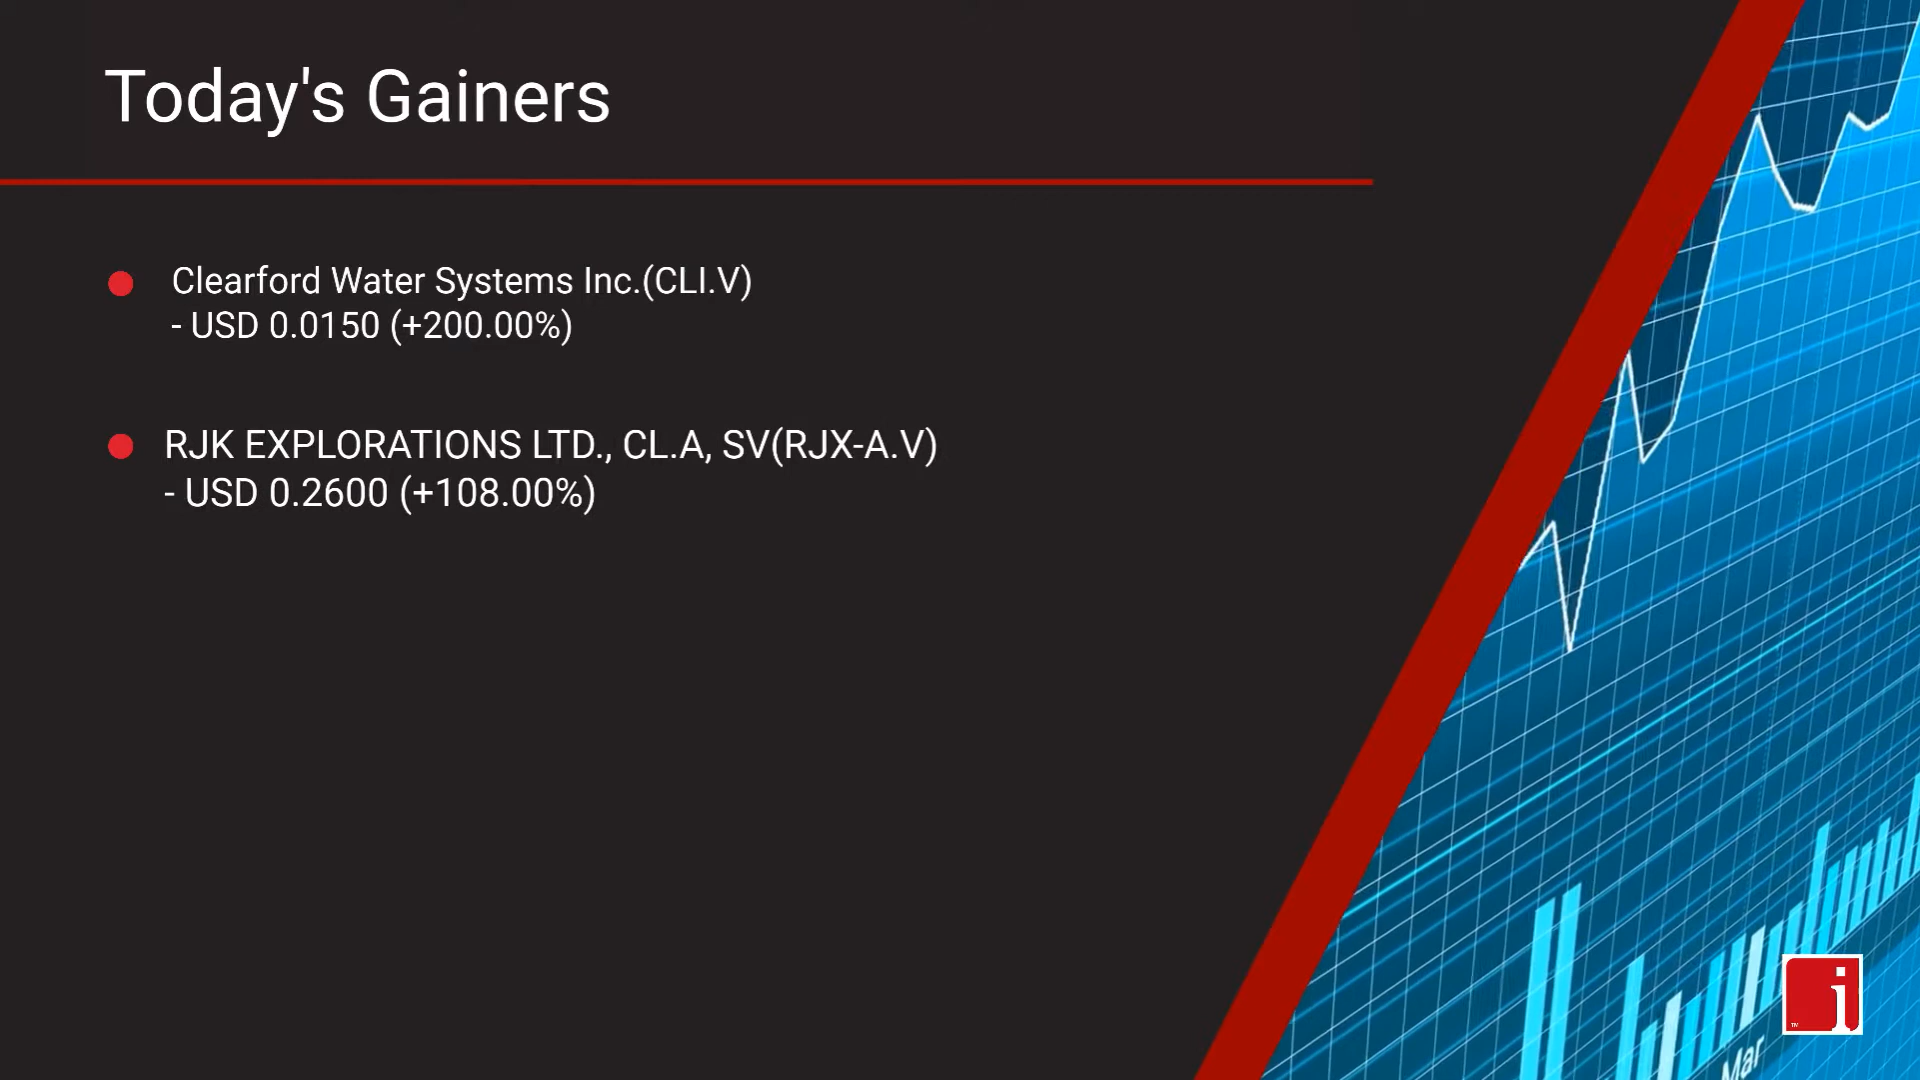 Today's Gainers
Clearford Water Systems Inc.(CLI.V)
- USD 0.0150 (+200.00%)
RJK EXPLORATIONS LTD., CL.A, SV(RJX-A.V)
- USD 0.2600 (+108.00%)
Mar
i
TM